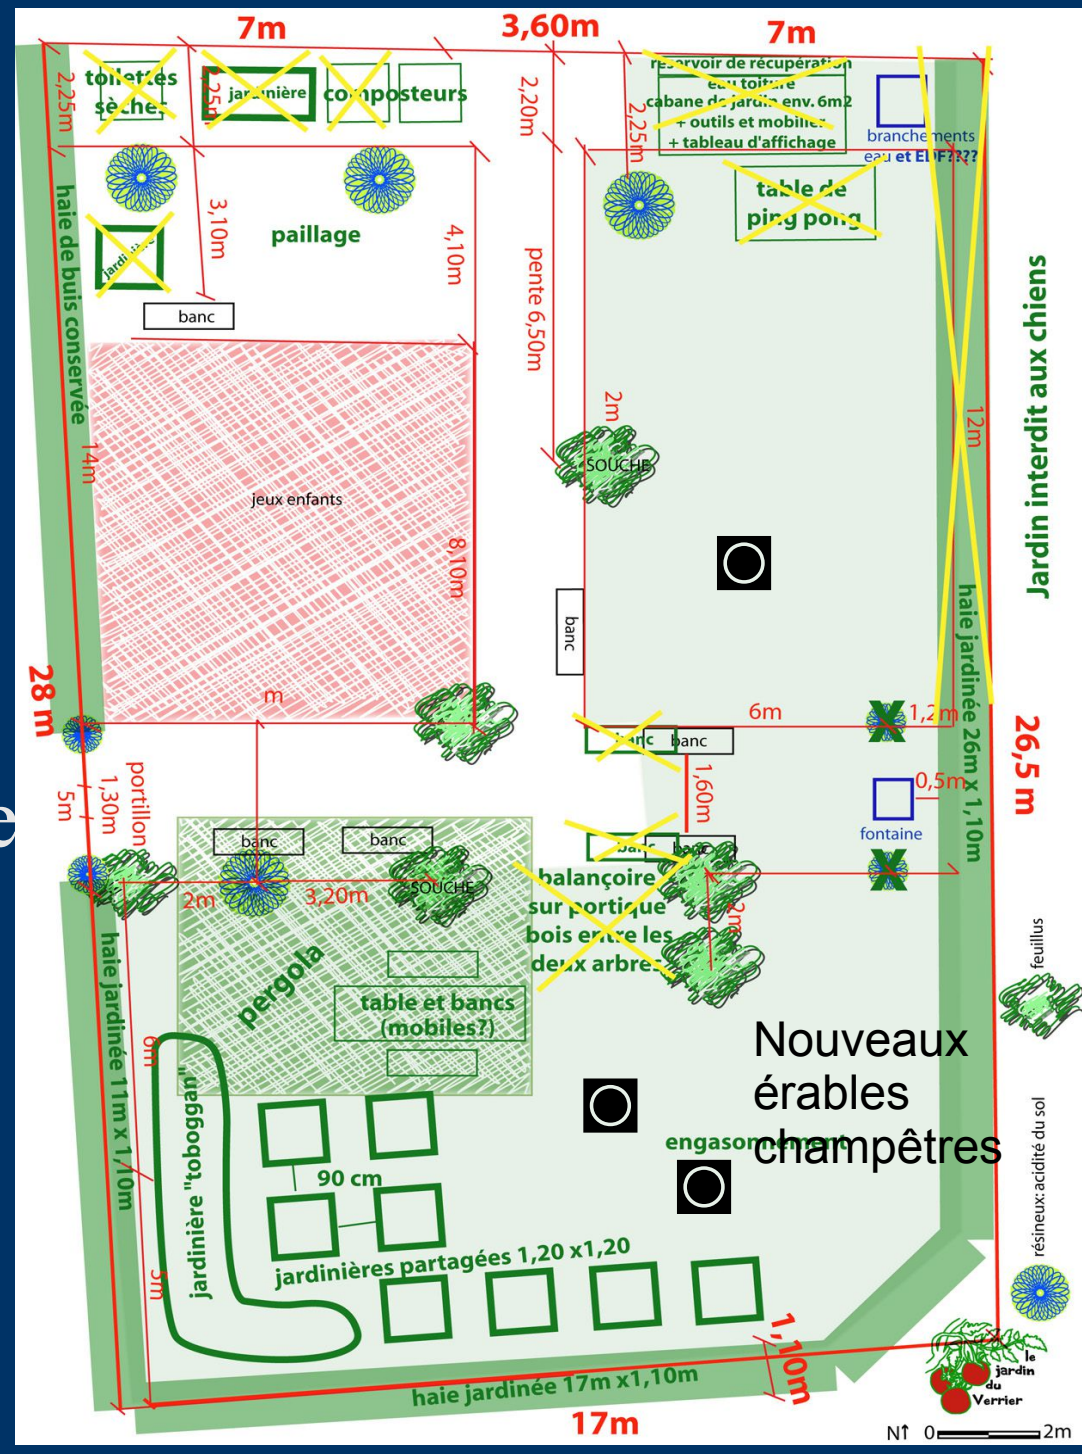 7m
3,60m
7m
toilettes
sèches
2,25m
2,25m
jardinière
composteurs
2,20m
2,25m
réservoir de récupération
eau toiture
cabane de jardin env. 6m2
+ outils et mobilier
+ tableau d'affichage
branchements
eau et EDF????
table de
ping pong
haie de buis conservée
3,10m
paillage
4,10m
jardinière
banc
pente 6,50m
Jardin interdit aux chiens
2m
SOUCHE
12m
14m
jeux enfants
8,10m
banc
haie jardinée 26m x 1,10m
28 m
m
6m
1,2m
26,5 m
banc
banc
1,60m
portillon
1,30m
5m
0,5m
fontaine
e
banc
banc
banc
banc
2m
3,20m
SOUCHE
balançoire
sur portique
bois entre les
deux arbres
2m
feuillus
haie jardinée 11m x 1,10m
pergola
table et bancs
(mobiles?)
6m
Nouveaux
érables
champêtres
engasonnement
jardinière "toboggan"
90 cm
résineux: acidité du sol
jardinières partagées 1,20 x1,20
5m
1,10m
haie jardinée 17m x1,10m
17m
le
jardin
du
Verrier
N↑ 0 2m